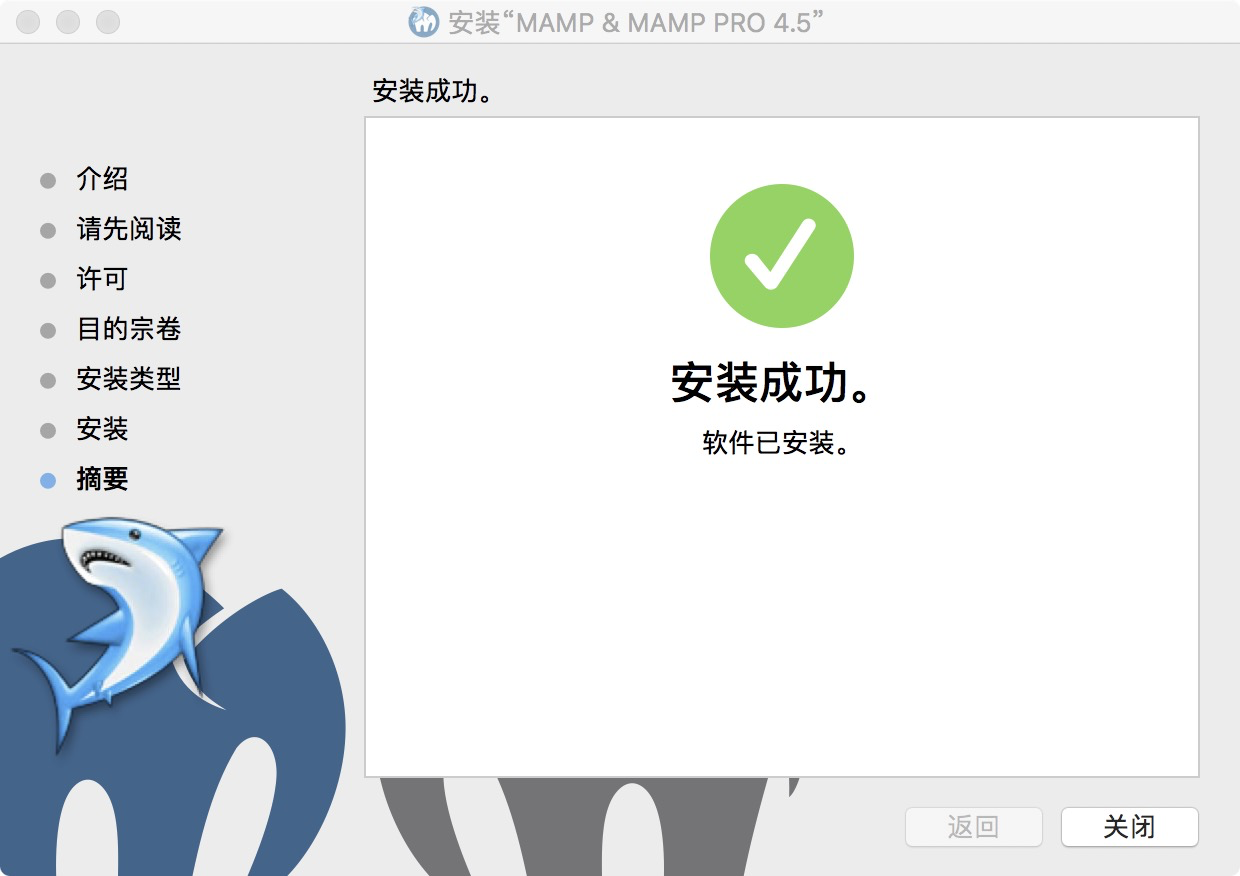 安装“MAMP & MAMP PRO 4.5”
安装成功。
介绍
请先阅读
许可
目的宗卷
安装类型
安装
摘要
安装成功。
软件已安装。
返回
关闭